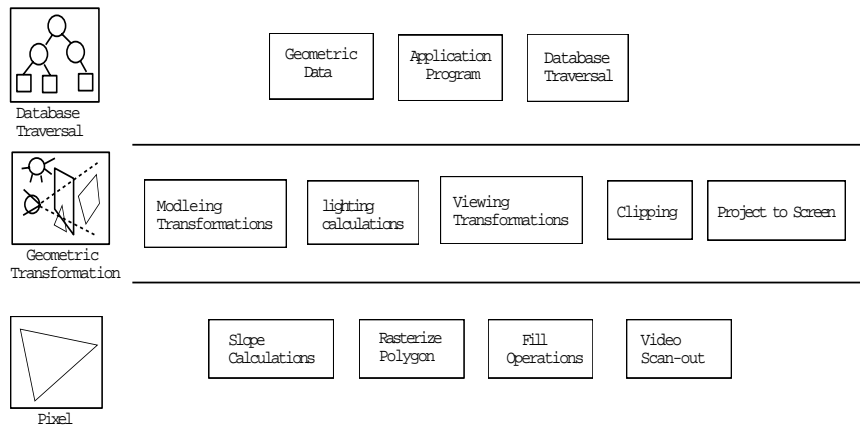 Geometric
Data
Application
Program
Database
Traversal
Database
Traversal
Modleing
Transformations
lighting
calculations
Viewing
Transformations
Clipping
Project to Screen
Geometric
Transformation
Slope
Calculations
Rasterize
Polygon
Fill
Operations
Video
Scan-out
Pixel